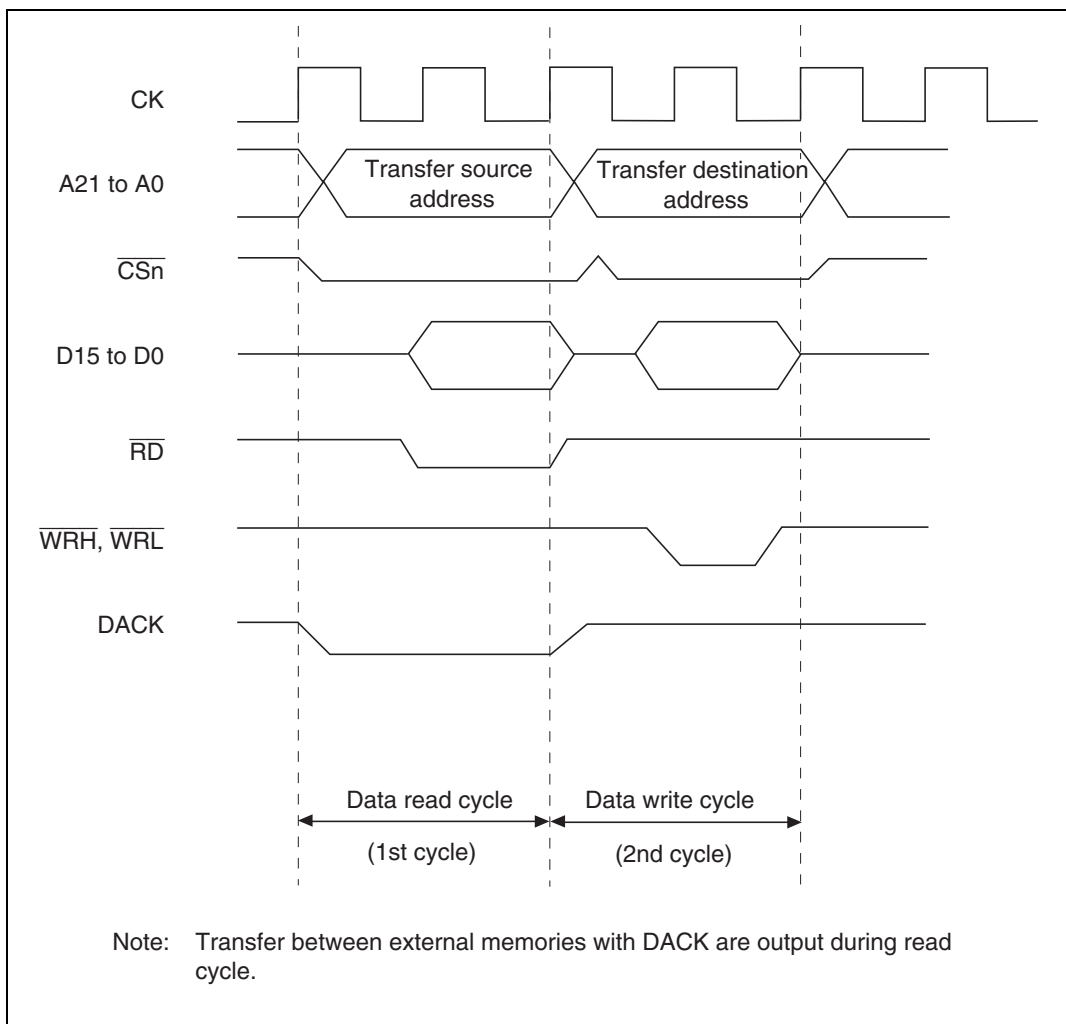 CK
A21 to A0
Transfer source
address
Transfer destination
address
CSn
D15 to D0
RD
WRH, WRL
DACK
Data read cycle
(1st cycle)
Data write cycle
(2nd cycle)
Note: Transfer between external memories with DACK are output during read
cycle.